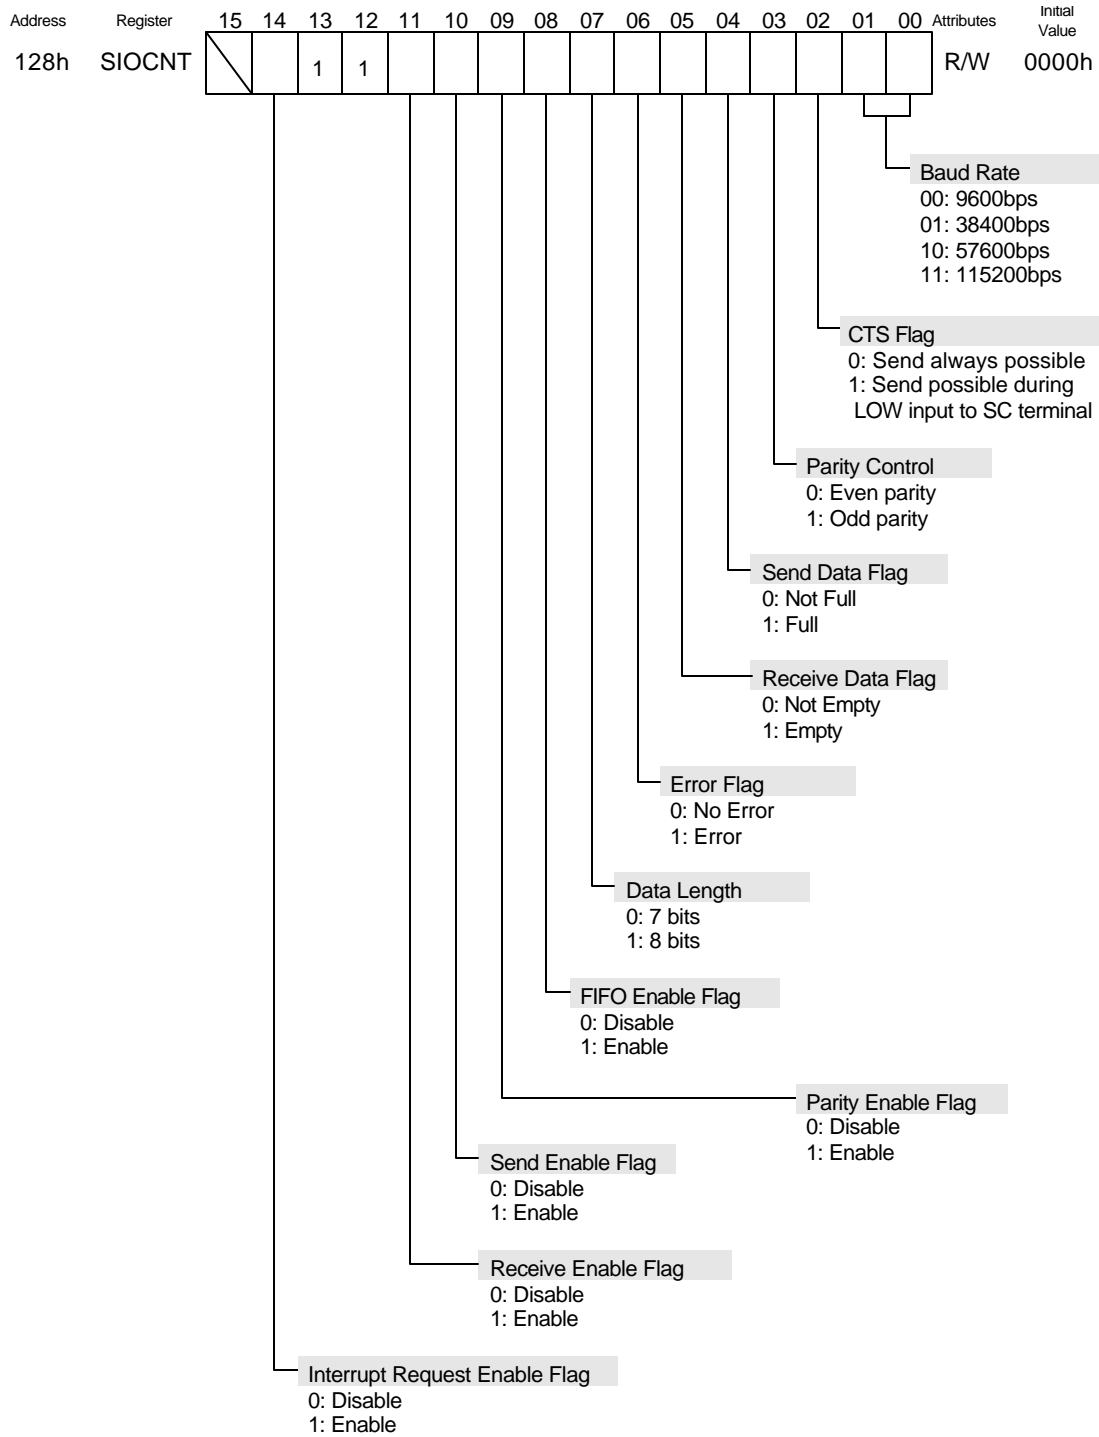 Address Register 15 14 13 12 11 10 09 08 07 06 05 04 03 02 01 00 Attributes Initial Value
128h SIOCNT 1 1 R/W 0000h
Baud Rate
00: 9600bps
01: 38400bps
10: 57600bps
11: 115200bps
CTS Flag
0: Send always possible
1: Send possible during
LOW input to SC terminal
Parity Control
0: Even parity
1: Odd parity
Send Data Flag
0: Not Full
1: Full
Receive Data Flag
0: Not Empty
1: Empty
Error Flag
0: No Error
1: Error
Data Length
0: 7 bits
1: 8 bits
FIFO Enable Flag
0: Disable
1: Enable
Parity Enable Flag
0: Disable
1: Enable
Send Enable Flag
0: Disable
1: Enable
Receive Enable Flag
0: Disable
1: Enable
Interrupt Request Enable Flag
0: Disable
1: Enable